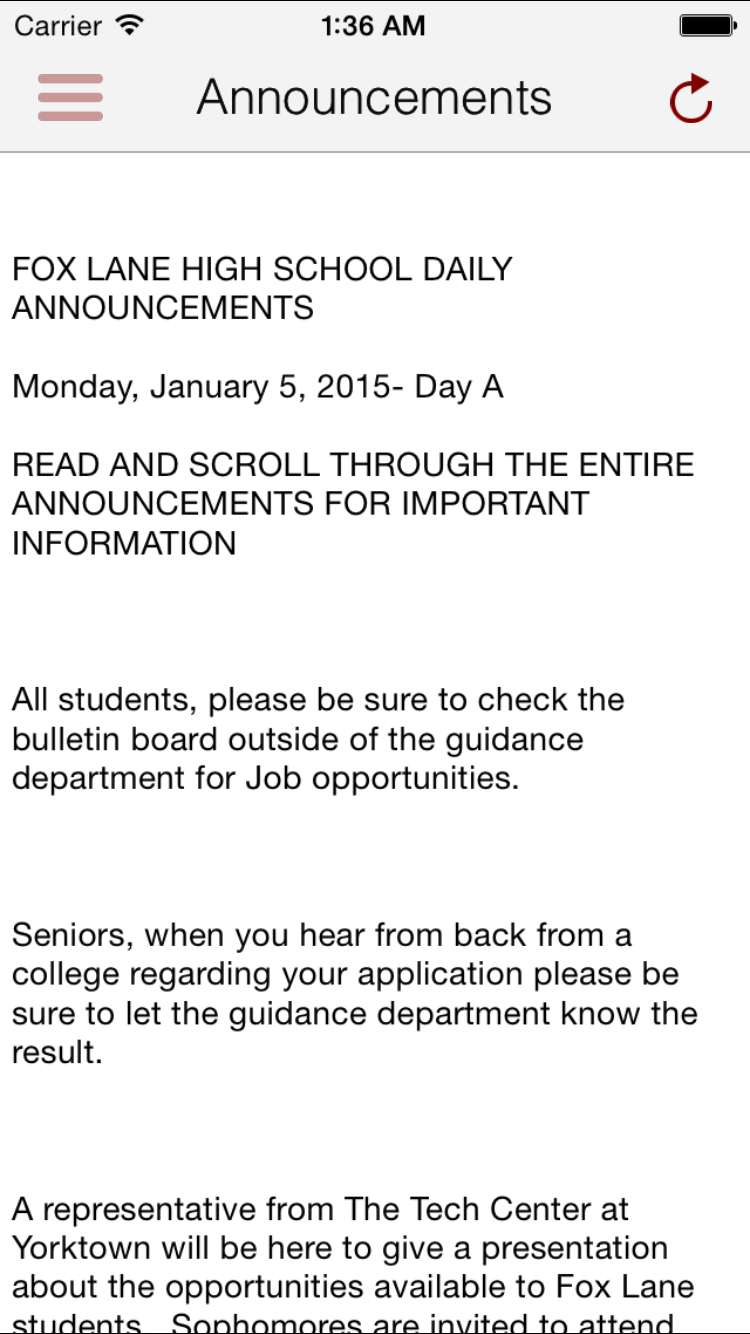 Carrier 1:36 AM
Announcements
FOX LANE HIGH SCHOOL DAILY
ANNOUNCEMENTS
Monday, January 5, 2015- Day A
READ AND SCROLL THROUGH THE ENTIRE
ANNOUNCEMENTS FOR IMPORTANT
INFORMATION
All students, please be sure to check the
bulletin board outside of the guidance
department for Job opportunities.
Seniors, when you hear from back from a
college regarding your application please be
sure to let the guidance department know the
result.
A representative from The Tech Center at
Yorktown will be here to give a presentation
about the opportunities available to Fox Lane
students. Sophomores are invited to attend